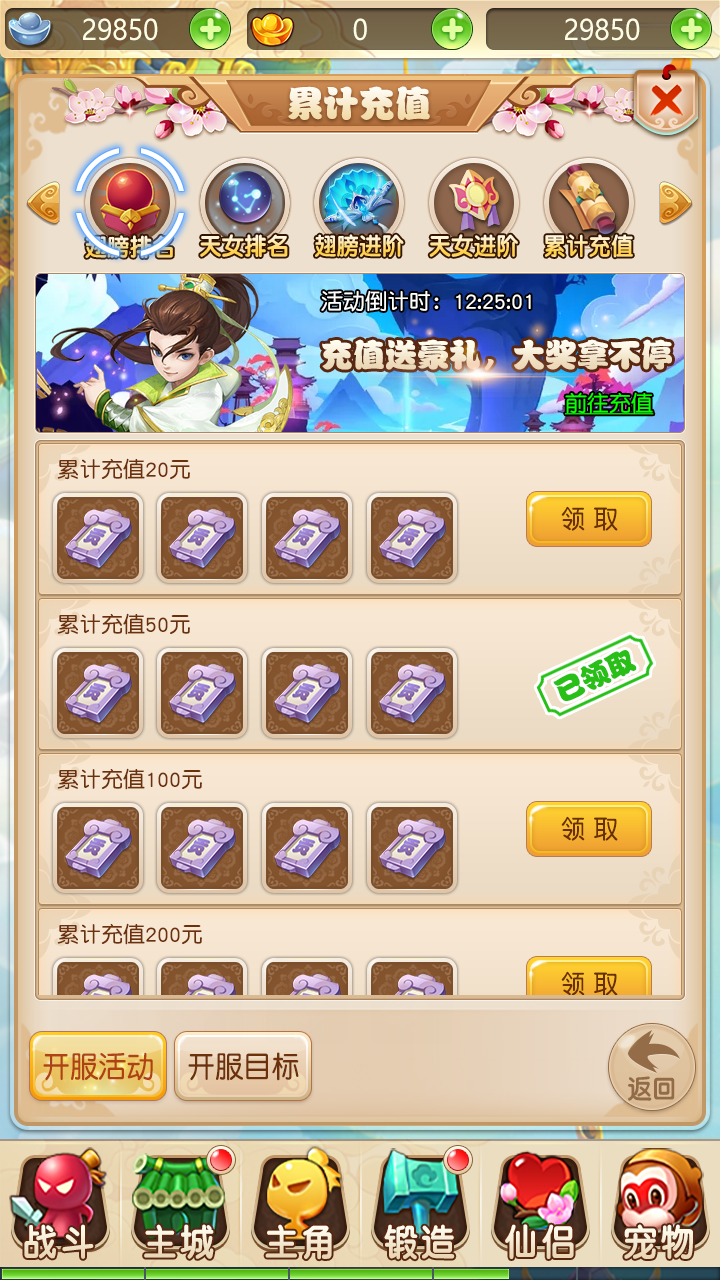 29850
0
29850
累计充值
翅膀排名
天女排名
翅膀进阶
天女进阶
累计充值
活动倒计时：12:25:01
充值送豪礼，大奖拿不停
前往充值
累计充值20元
领取
累计充值50元
已领取
累计充值100元
领取
累计充值200元
领取
开服活动
开服目标
返回
战斗
主城
主角
锻造
仙侣
宠物